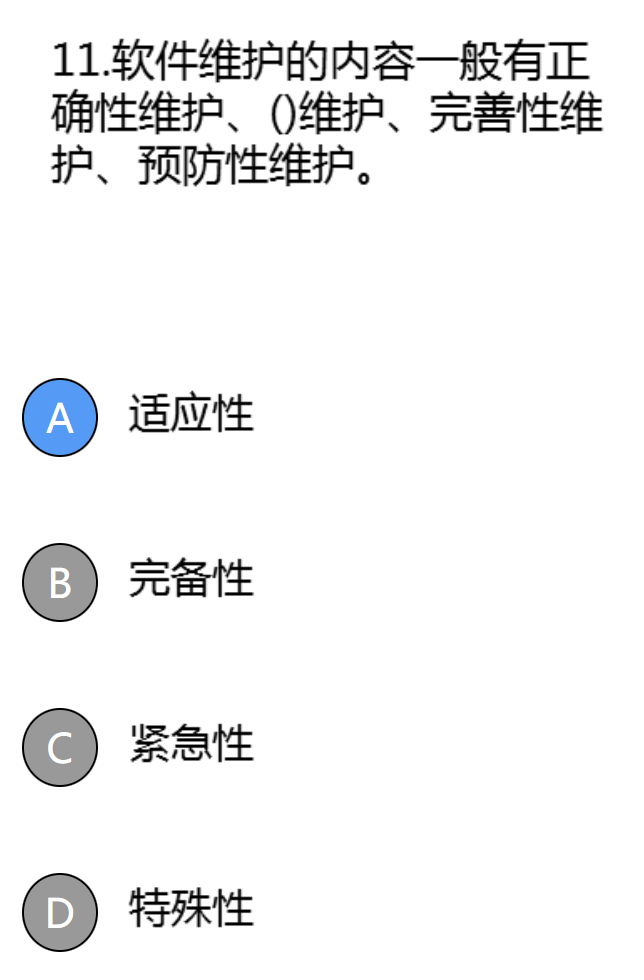 11.软件维护的内容一般有正
确性维护、()维护、完善性维
护、预防性维护。
A 适应性
B 完备性
C 紧急性
D 特殊性